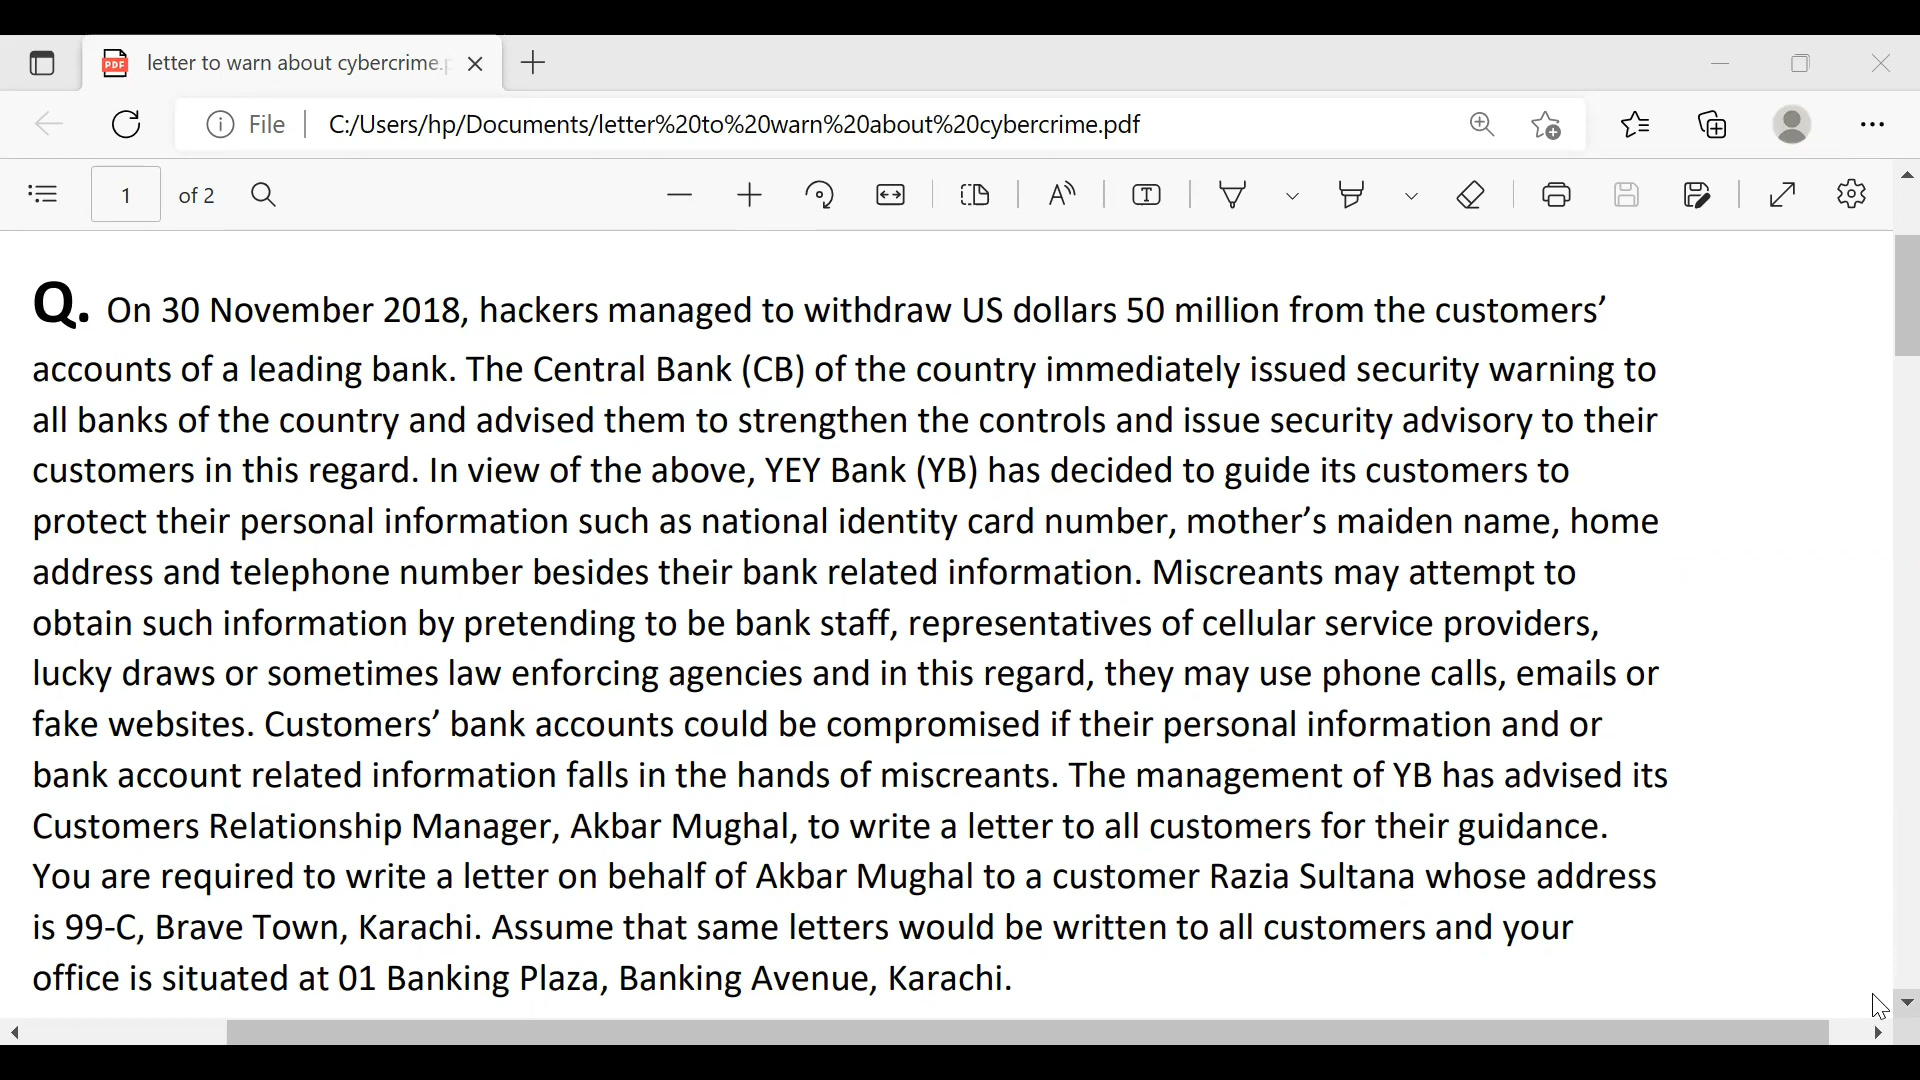 letter to warn about cybercrime.p
File C:/Users/hp/Documents/letter%20to%20warn%20about%20cybercrime.pdf
1 of 2
Q. On 30 November 2018, hackers managed to withdraw US dollars 50 million from the customers’
accounts of a leading bank. The Central Bank (CB) of the country immediately issued security warning to
all banks of the country and advised them to strengthen the controls and issue security advisory to their
customers in this regard. In view of the above, YEY Bank (YB) has decided to guide its customers to
protect their personal information such as national identity card number, mother’s maiden name, home
address and telephone number besides their bank related information. Miscreants may attempt to
obtain such information by pretending to be bank staff, representatives of cellular service providers,
lucky draws or sometimes law enforcing agencies and in this regard, they may use phone calls, emails or
fake websites. Customers’ bank accounts could be compromised if their personal information and or
bank account related information falls in the hands of miscreants. The management of YB has advised its
Customers Relationship Manager, Akbar Mughal, to write a letter to all customers for their guidance.
You are required to write a letter on behalf of Akbar Mughal to a customer Razia Sultana whose address
is 99-C, Brave Town, Karachi. Assume that same letters would be written to all customers and your
office is situated at 01 Banking Plaza, Banking Avenue, Karachi.